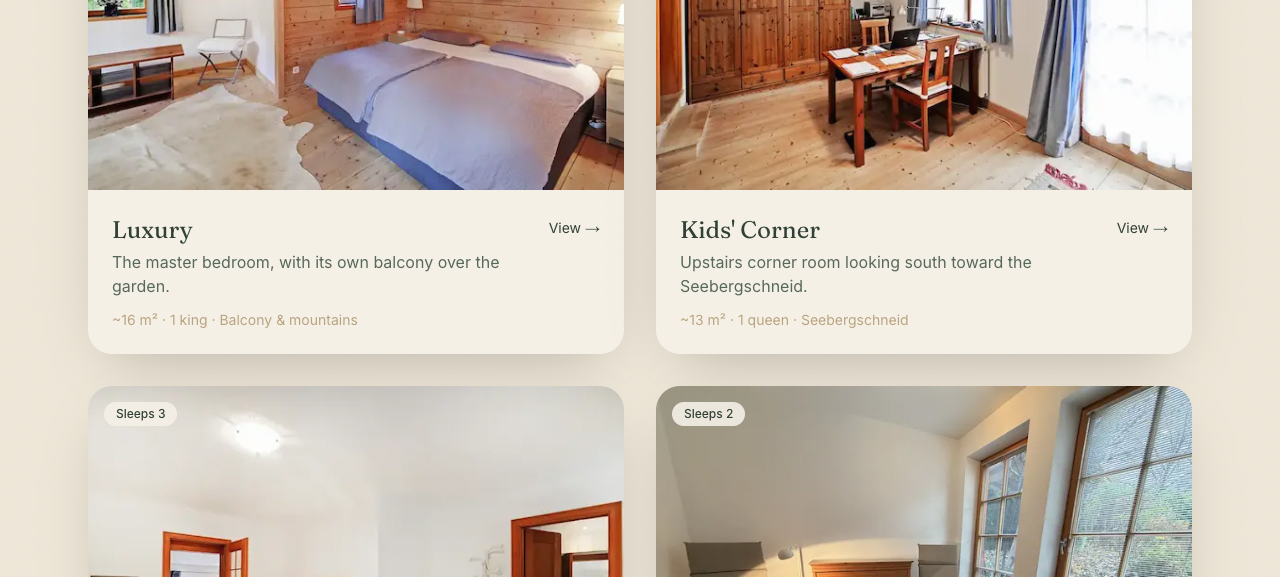 Luxury
View →
The master bedroom, with its own balcony over the
garden.
~16 m² · 1 king · Balcony & mountains
Kids' Corner
View →
Upstairs corner room looking south toward the
Seebergschneid.
~13 m² · 1 queen · Seebergschneid
Sleeps 3
Sleeps 2